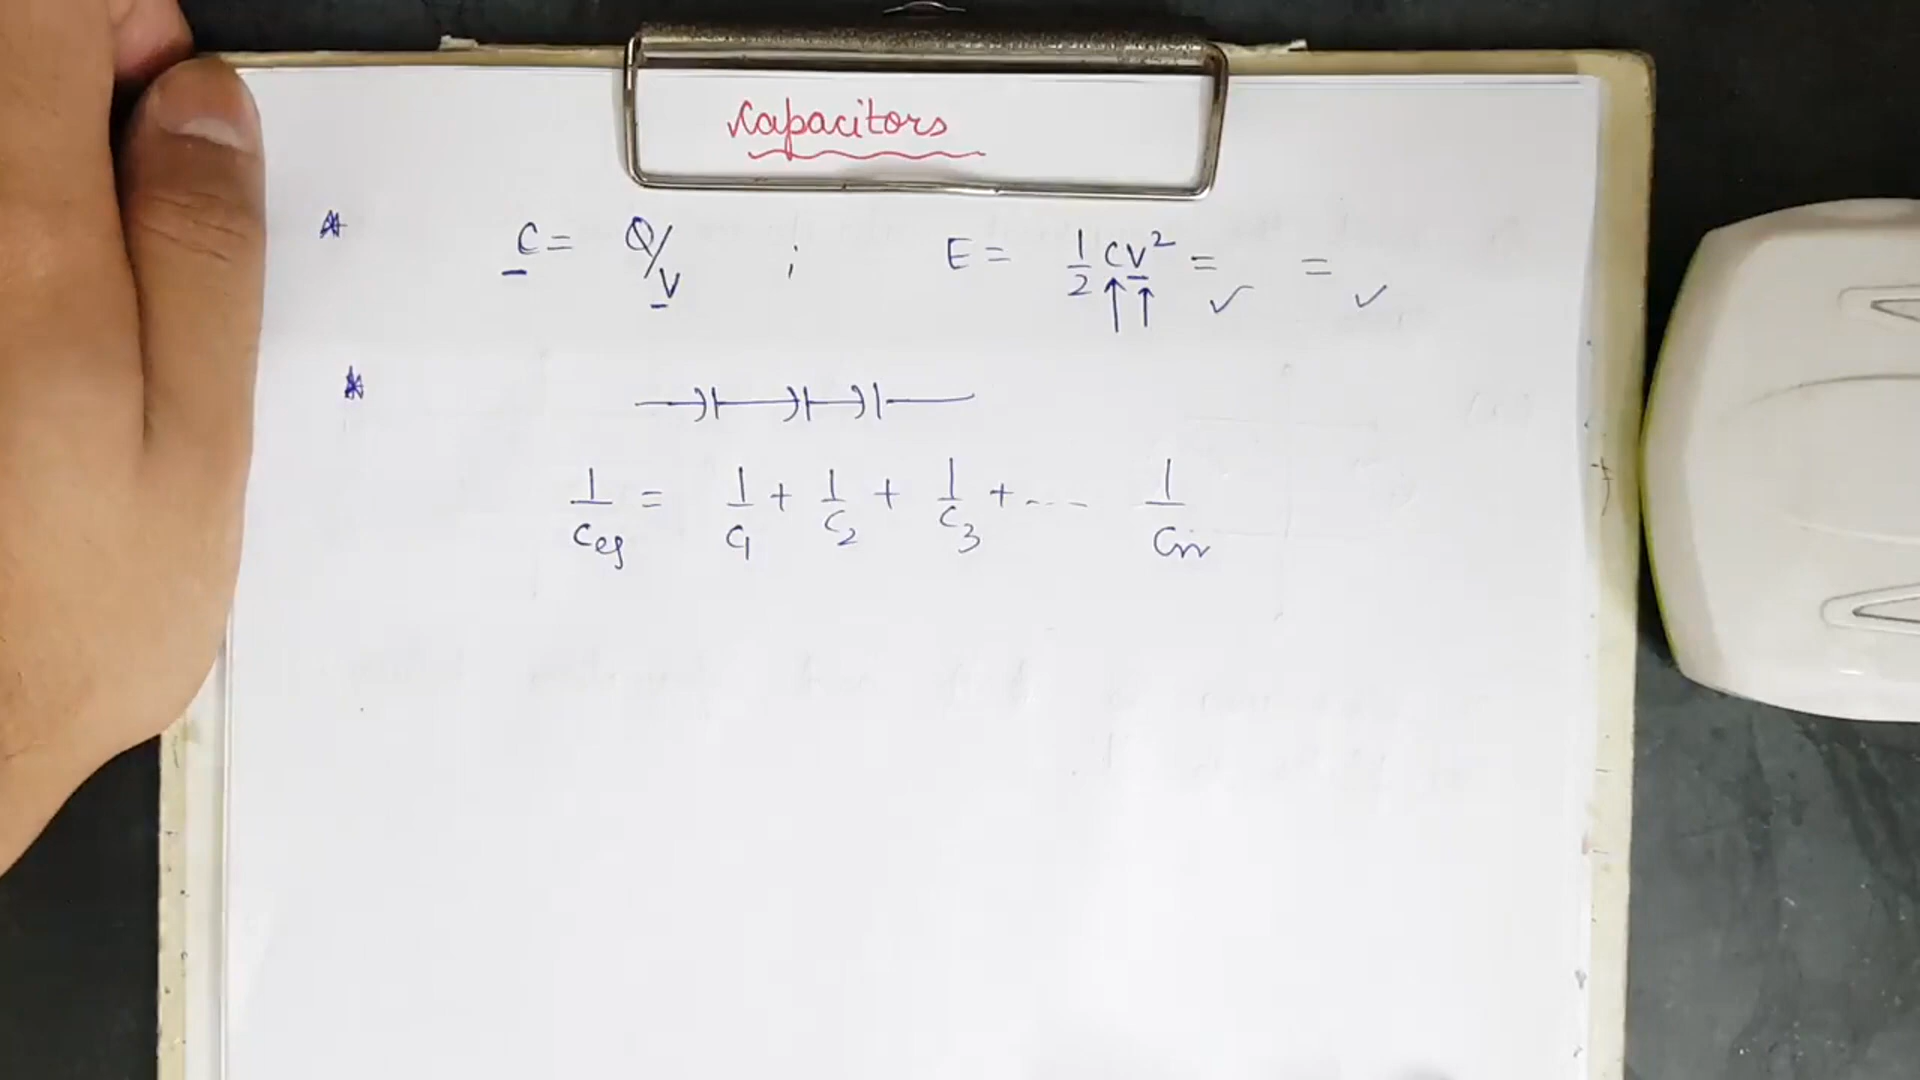 Capacitors
* C = Q/V ; E = 1/2 CV² = ✓ = ✓
*
1/Ceq = 1/C1 + 1/C2 + 1/C3 + ---- 1/Cn